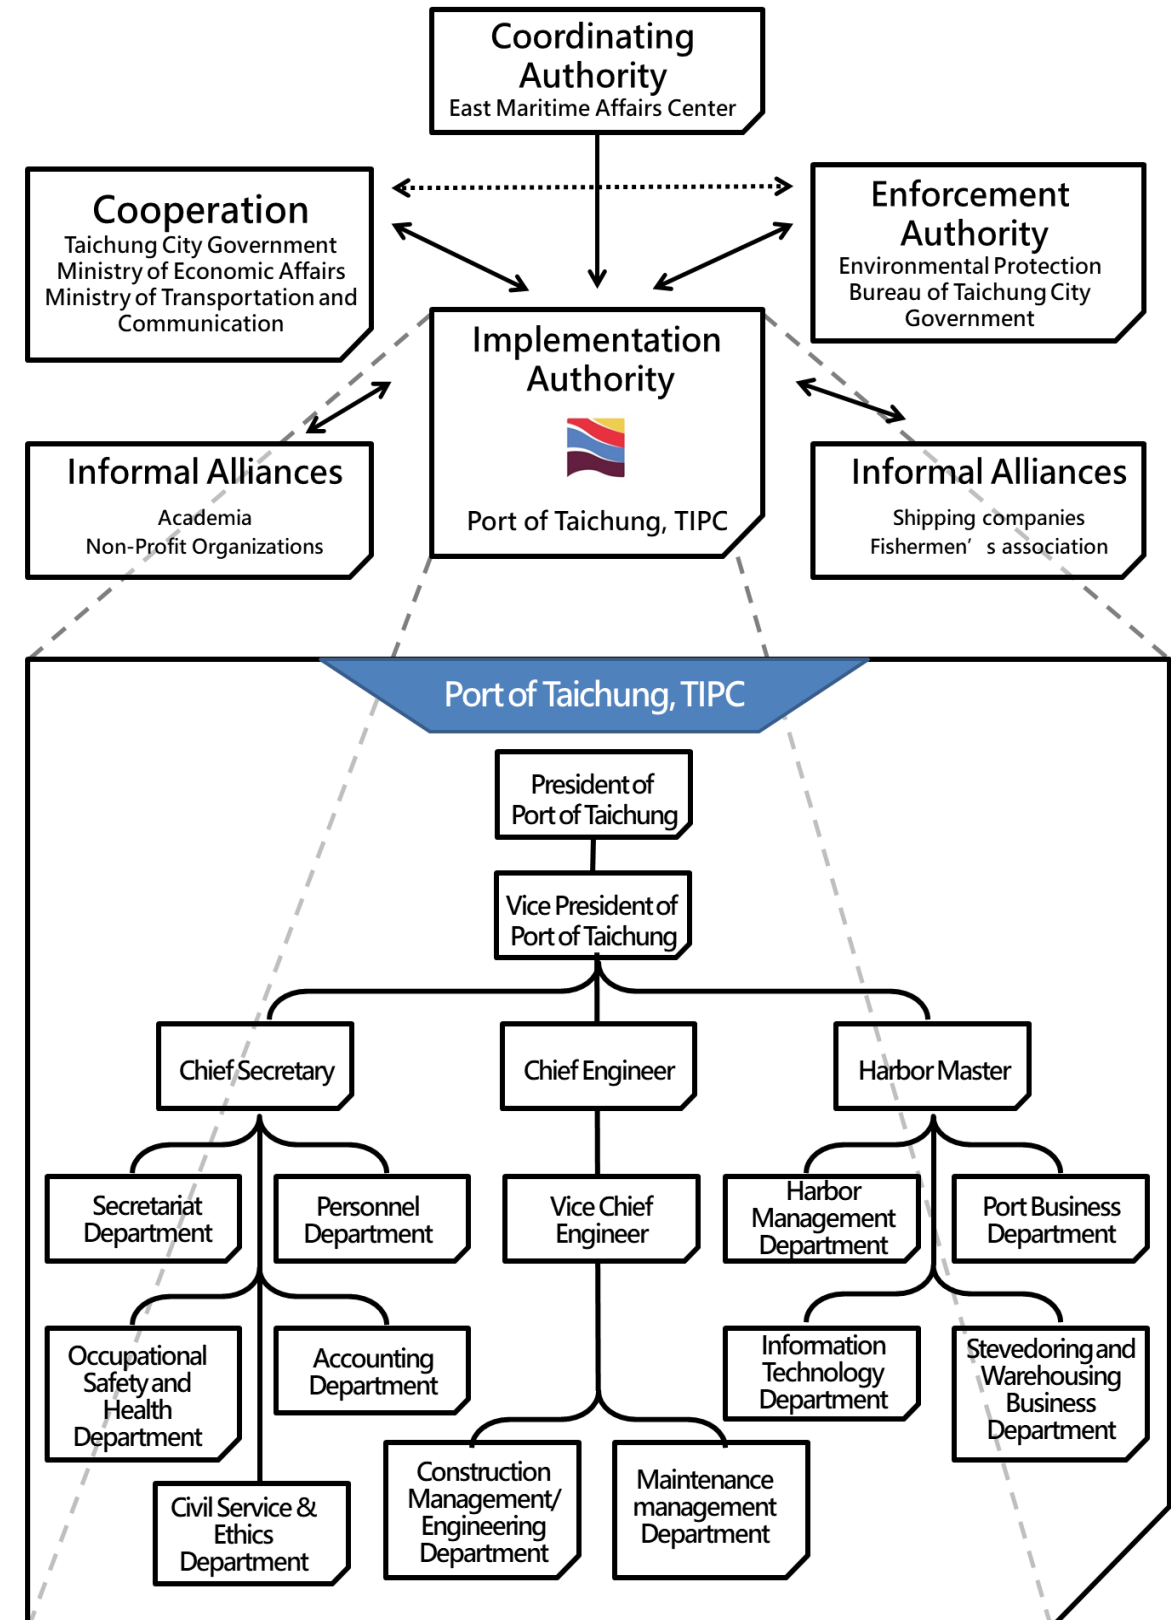 Coordinating
Authority
East Maritime Affairs Center
Cooperation
Taichung City Government
Ministry of Economic Affairs
Ministry of Transportation and
Communication
Enforcement
Authority
Environmental Protection
Bureau of Taichung City
Government
Implementation
Authority
Port of Taichung, TIPC
Informal Alliances
Academia
Non-Profit Organizations
Informal Alliances
Shipping companies
Fishermen’s association
Port of Taichung, TIPC
President of
Port of Taichung
Vice President of
Port of Taichung
Chief Secretary
Chief Engineer
Harbor Master
Secretariat
Department
Personnel
Department
Vice Chief
Engineer
Harbor
Management
Department
Port Business
Department
Occupational
Safety and
Health
Department
Accounting
Department
Information
Technology
Department
Stevedoring and
Warehousing
Business
Department
Civil Service &
Ethics
Department
Construction
Management/
Engineering
Department
Maintenance
management
Department